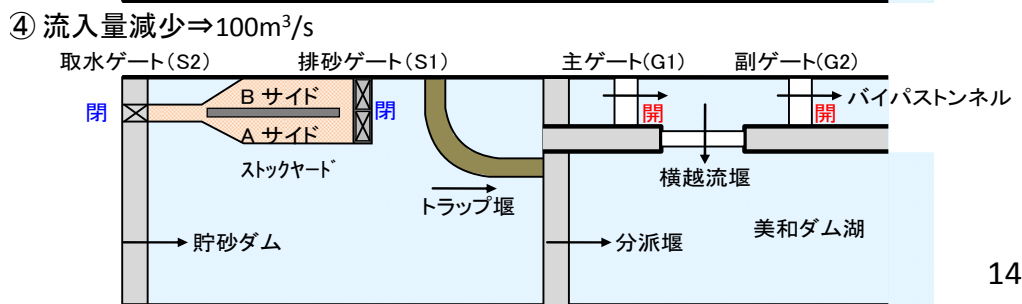 ④ 流入量減少⇒100m³/s
取水ゲート(S2) 排砂ゲート(S1) 主ゲート(G1) 副ゲート(G2)
B サイド
閉 閉 開 開 バイパストンネル
A サイド
ストックヤード
横越流堰
トラップ堰
美和ダム湖
貯砂ダム 分派堰
14